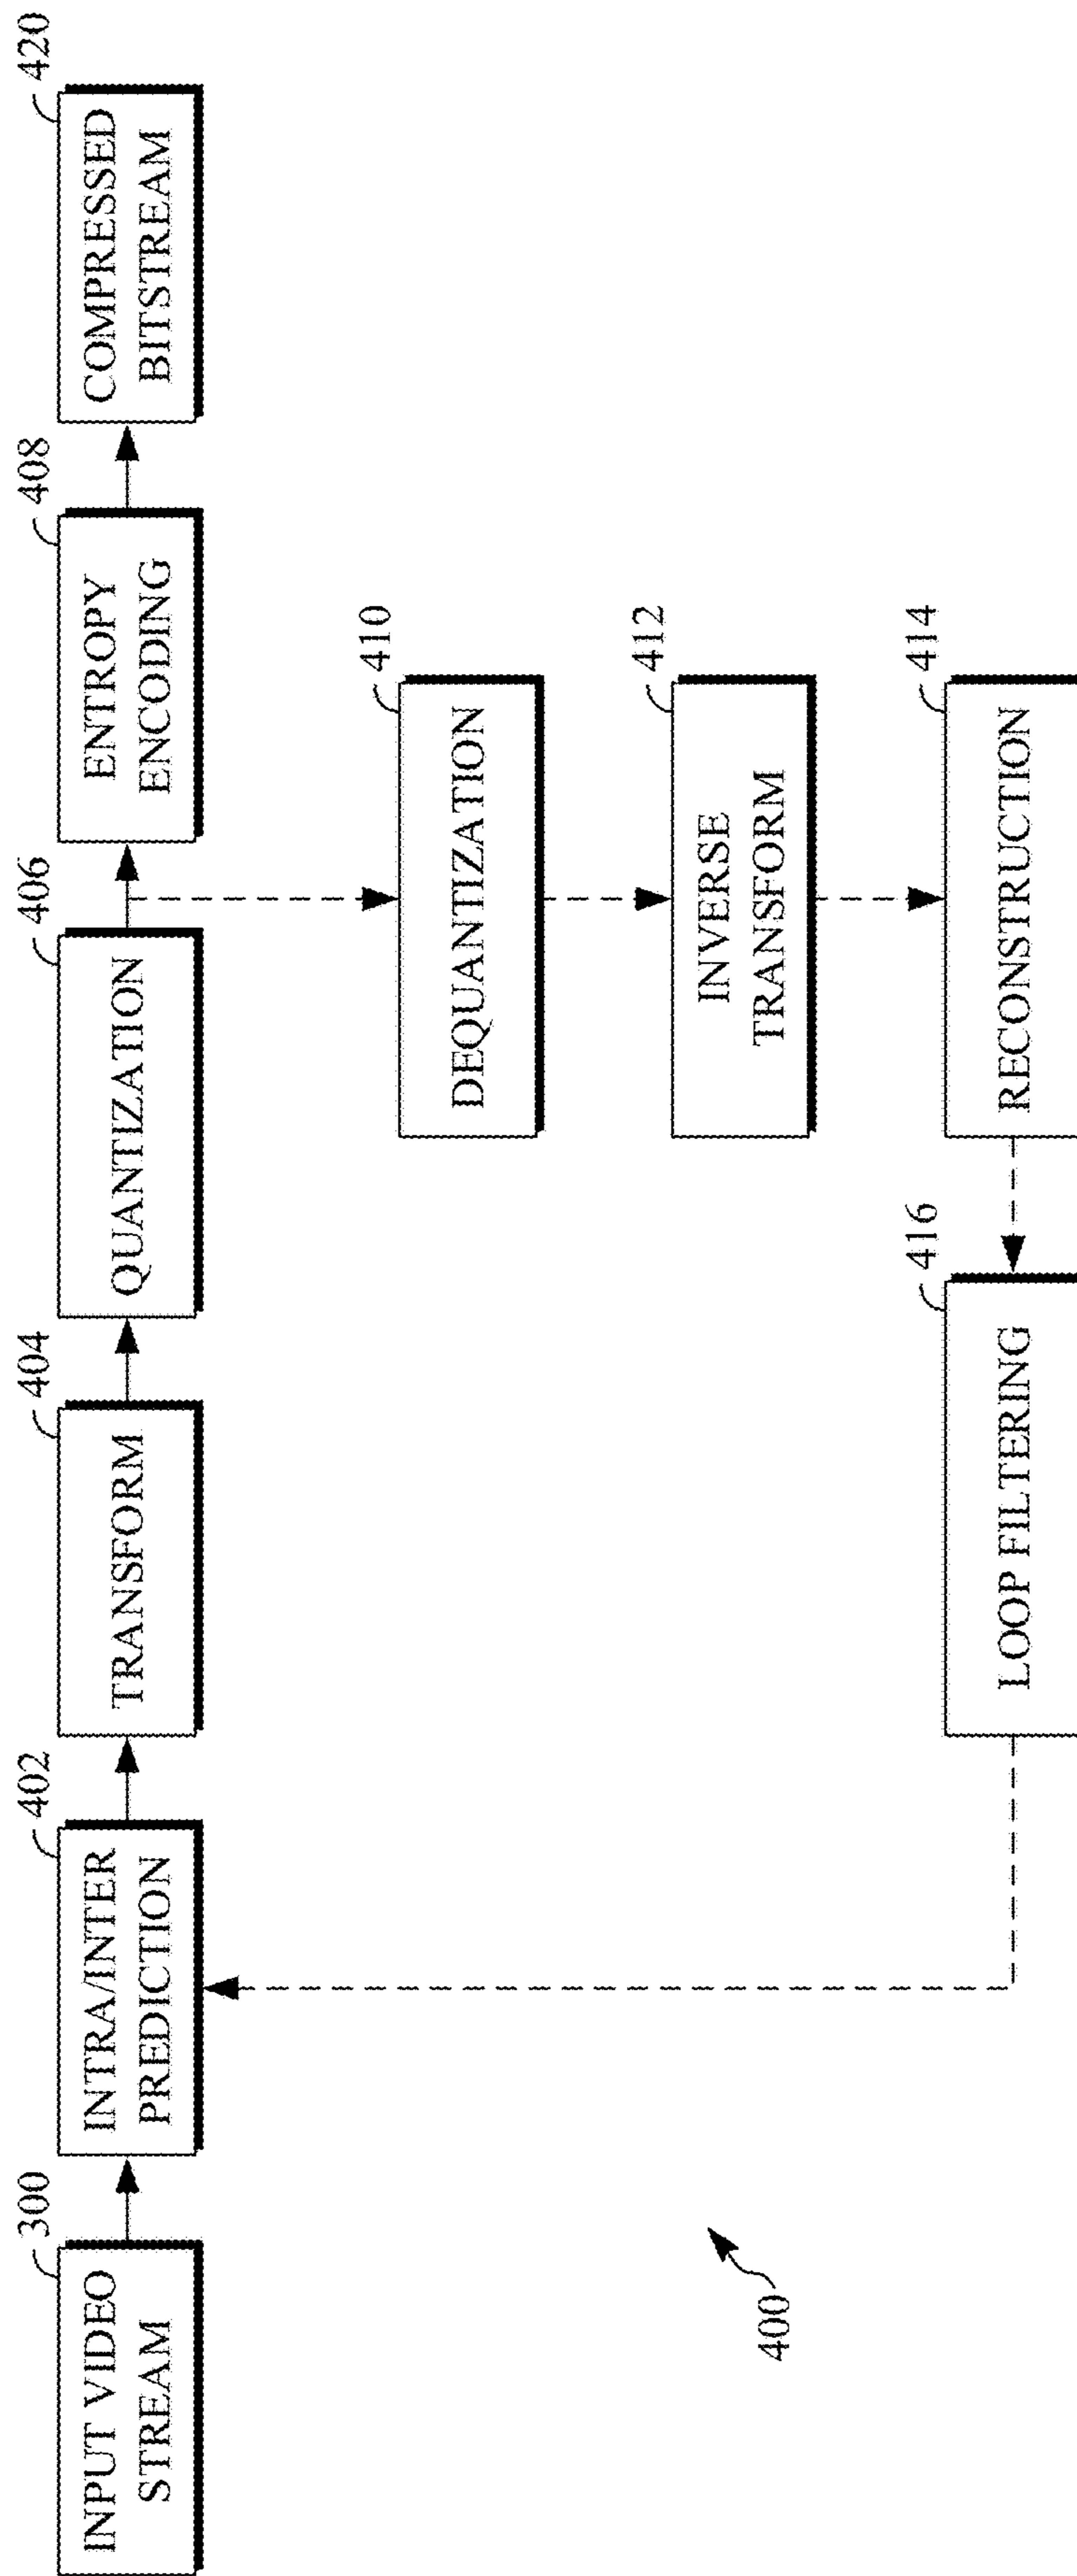 300
INPUT VIDEO
STREAM
402
INTRA/INTER
PREDICTION
404
TRANSFORM
406
QUANTIZATION
408
ENTROPY
ENCODING
420
COMPRESSED
BITSTREAM
410
DEQUANTIZATION
412
INVERSE
TRANSFORM
414
RECONSTRUCTION
416
LOOP FILTERING
400